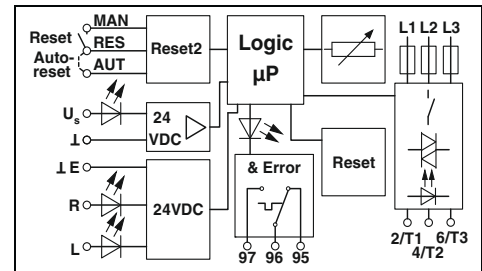 MAN
Reset
RES
Auto-
reset
AUT
Reset2
Logic
µP
L1 L2 L3
Us
24
VDC
⊥
⊥ E
R
L
24VDC
& Error
97 96 95
Reset
2/T1 6/T3
4/T2